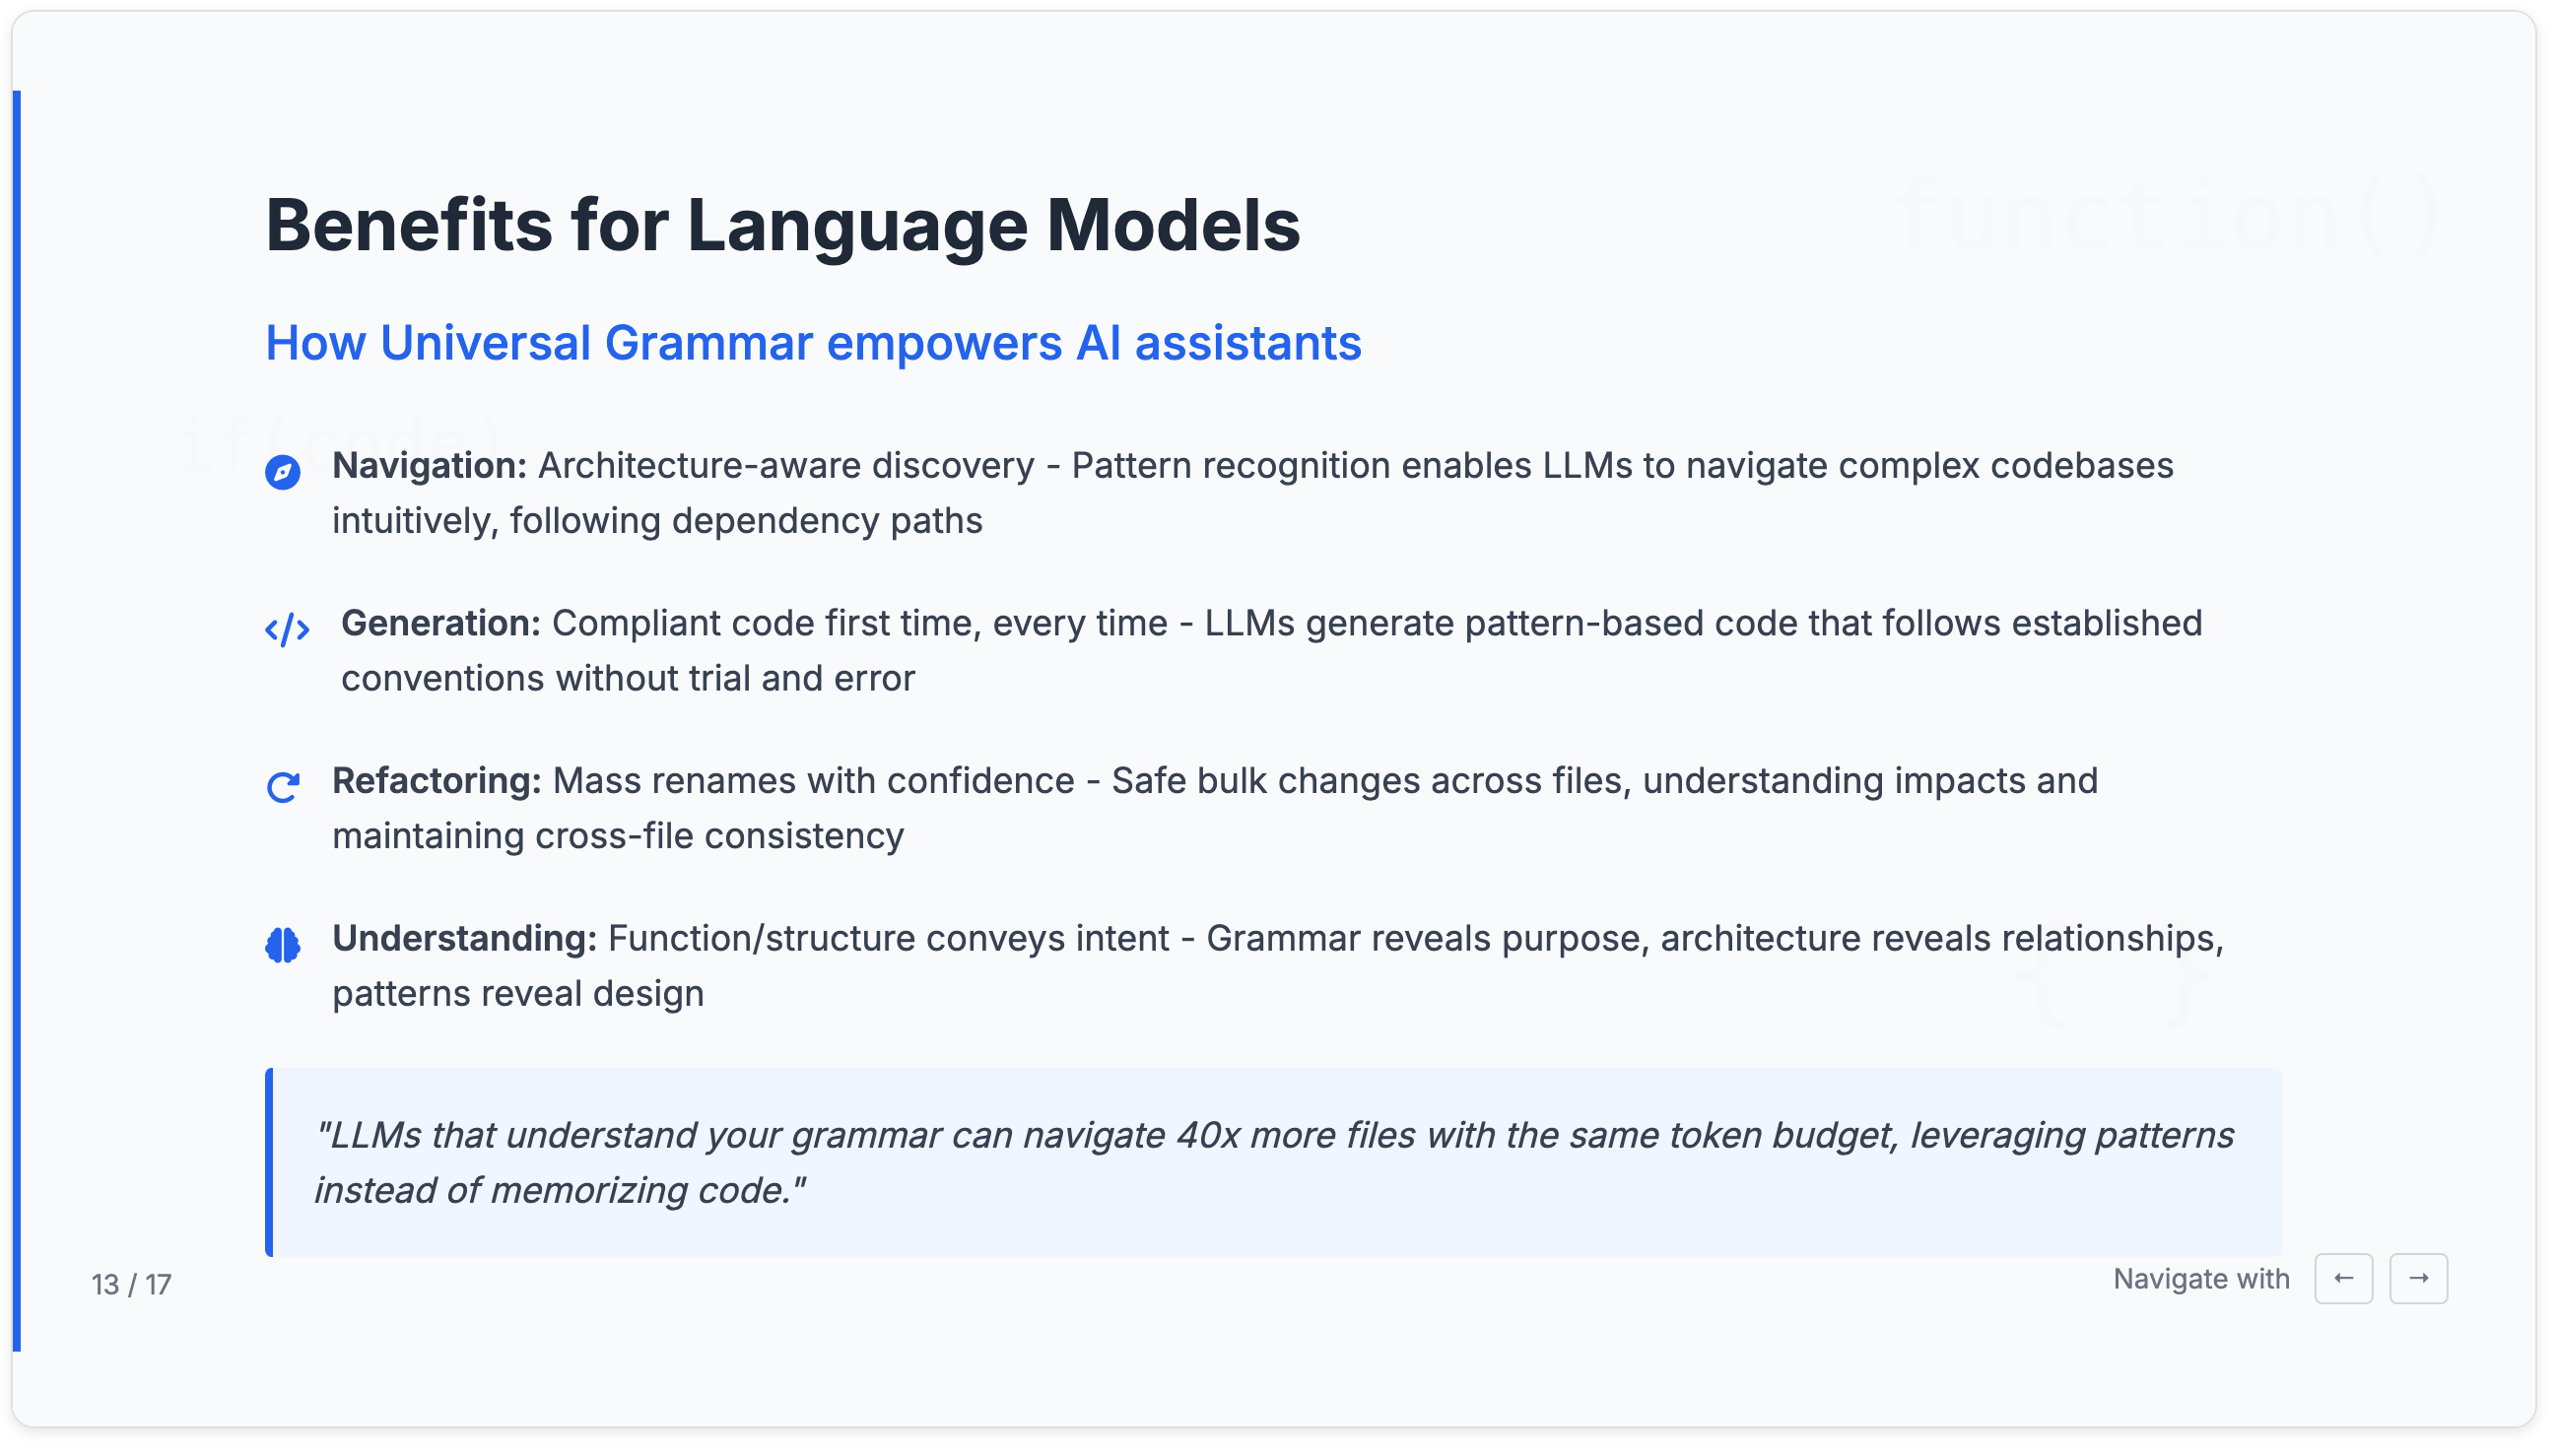 Benefits for Language Models
function()
How Universal Grammar empowers AI assistants
if(code)
Navigation: Architecture-aware discovery - Pattern recognition enables LLMs to navigate complex codebases
intuitively, following dependency paths
Generation: Compliant code first time, every time - LLMs generate pattern-based code that follows established
conventions without trial and error
Refactoring: Mass renames with confidence - Safe bulk changes across files, understanding impacts and
maintaining cross-file consistency
Understanding: Function/structure conveys intent - Grammar reveals purpose, architecture reveals relationships,
patterns reveal design
{ }
"LLMs that understand your grammar can navigate 40x more files with the same token budget, leveraging patterns
instead of memorizing code."
13 / 17
Navigate with ← →